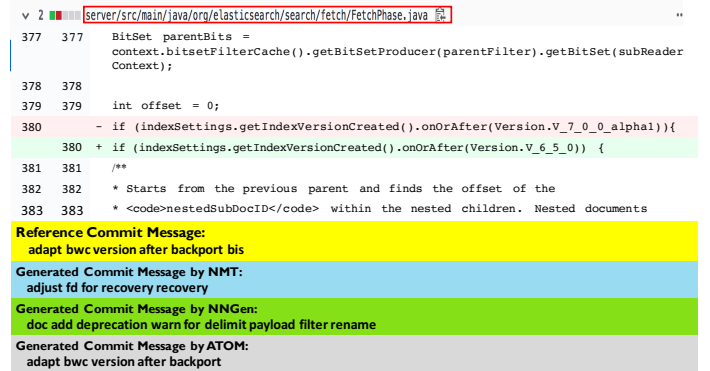 2 server/src/main/java/org/elasticsearch/search/fetch/FetchPhase.java
377 377 BitSet parentBits =
context.bitsetFilterCache().getBitSetProducer(parentFilter).getBitSet(subReader
Context);
378 378
379 379 int offset = 0;
380 - if (indexSettings.getIndexVersionCreated().onOrAfter(Version.V_7_0_0_alpha1)){
380 + if (indexSettings.getIndexVersionCreated().onOrAfter(Version.V_6_5_0)) {
381 381 /**
382 382 * Starts from the previous parent and finds the offset of the
383 383 * <code>nestedSubDocID</code> within the nested children. Nested documents
Reference Commit Message:
adapt bwc version after backport bis
Generated Commit Message by NMT:
adjust fd for recovery recovery
Generated Commit Message by NNGen:
doc add deprecation warn for delimit payload filter rename
Generated Commit Message by ATOM:
adapt bwc version after backport